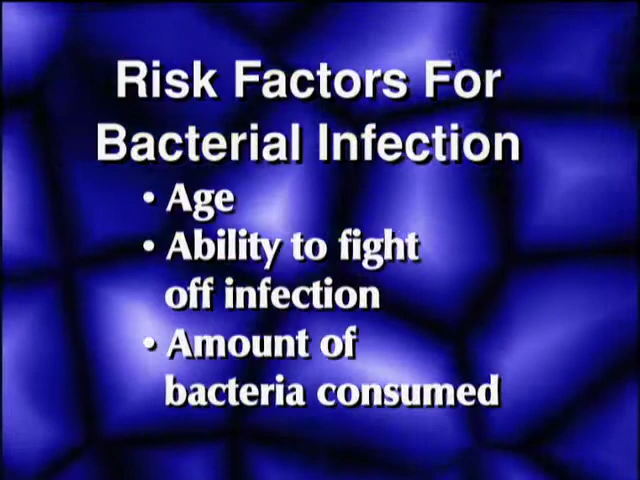 Risk Factors For
Bacterial Infection
• Age
• Ability to fight
off infection
• Amount of
bacteria consumed